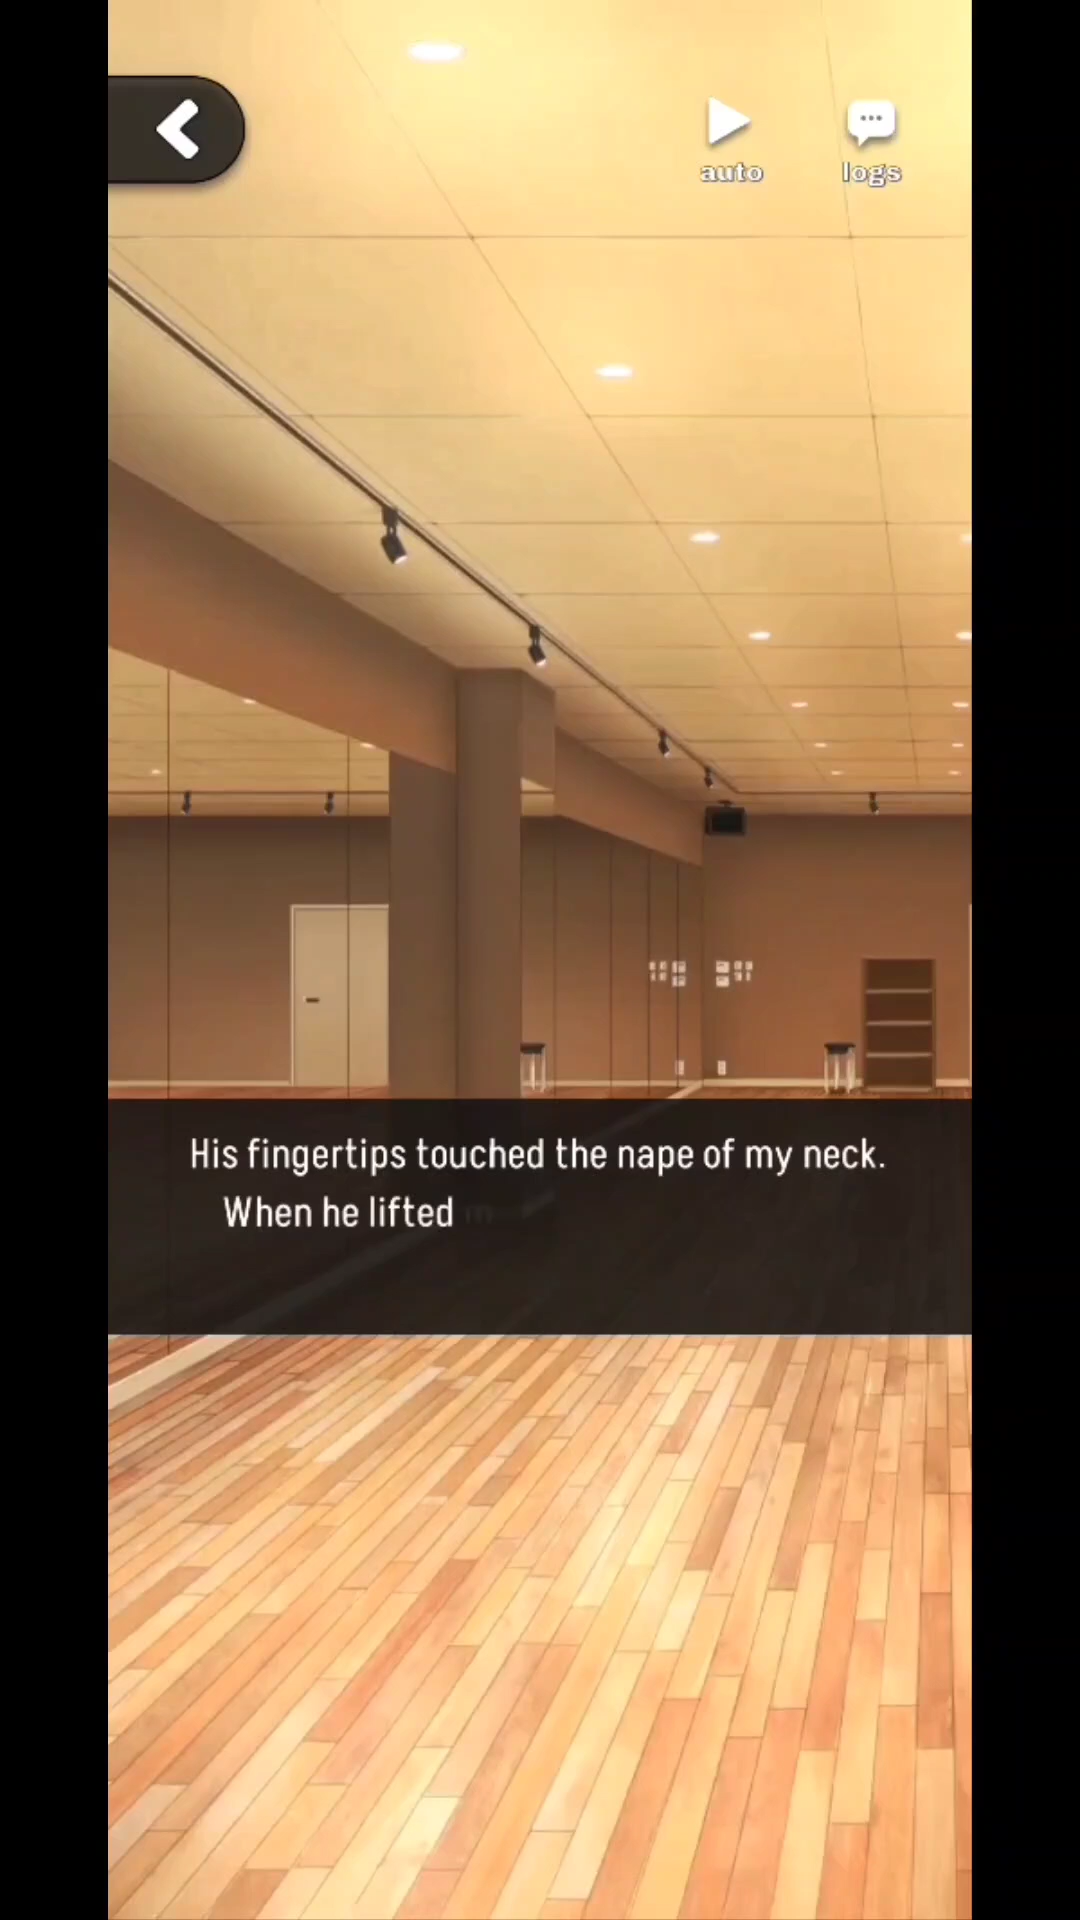 auto
logs
His fingertips touched the nape of my neck.
When he lifted